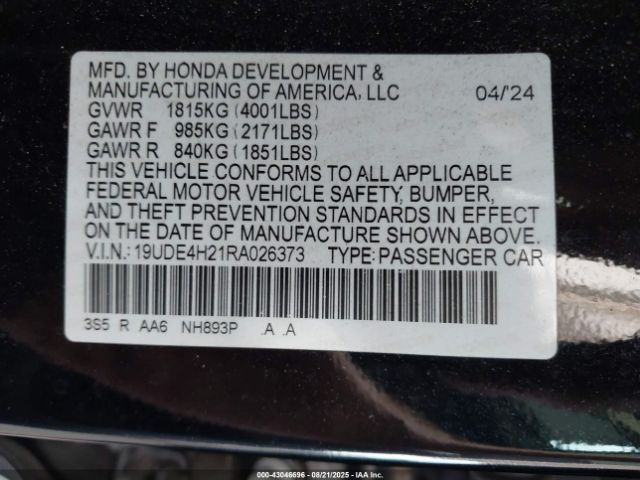 MFD. BY HONDA DEVELOPMENT &
MANUFACTURING OF AMERICA, LLC 04/'24
GVWR 1815KG (4001LBS)
GAWR F 985KG (2171LBS)
GAWR R 840KG (1851LBS)
THIS VEHICLE CONFORMS TO ALL APPLICABLE
FEDERAL MOTOR VEHICLE SAFETY, BUMPER,
AND THEFT PREVENTION STANDARDS IN EFFECT
ON THE DATE OF MANUFACTURE SHOWN ABOVE.
V.I.N.: 19UDE4H21RA026373 TYPE: PASSENGER CAR
3S5 R AA6 NH893P .A .A
000-43046696 - 08/21/2025 - IAAI.COM